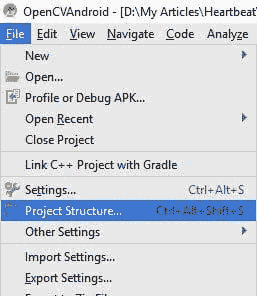 OpenCVAndroid - [D:\My Articles\Heartbeat
File Edit View Navigate Code Analyze
New
Open...
Profile or Debug APK...
Open Recent
Close Project
Link C++ Project with Gradle
Settings... Ctrl+Alt+S
Project Structure... Ctrl+Alt+Shift+S
Other Settings
Import Settings...
Export Settings...